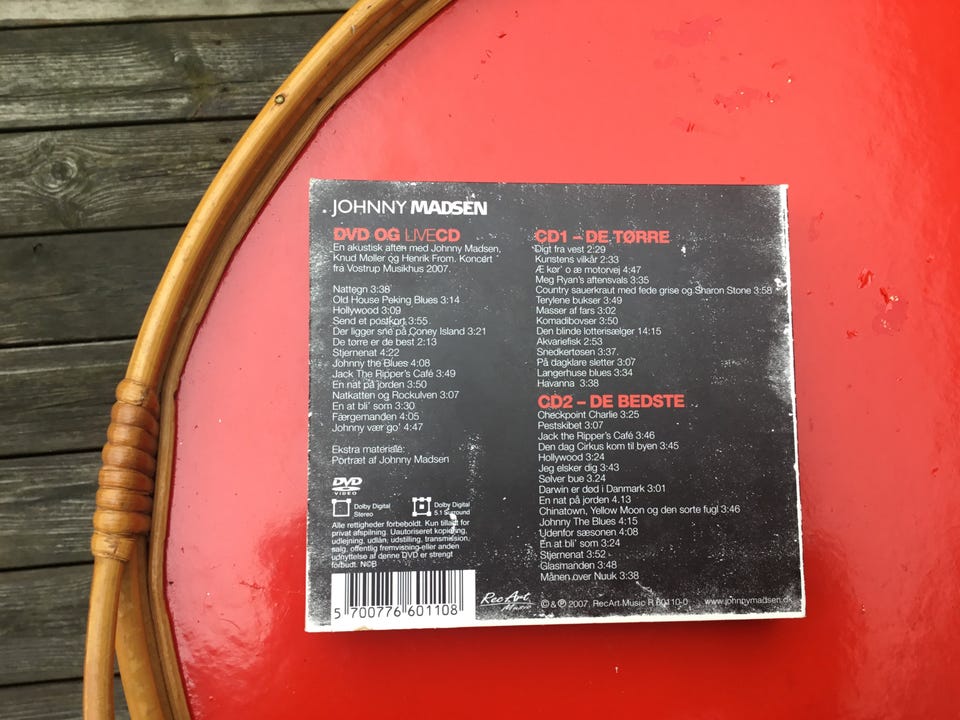 JOHNNY MADSEN
DVD OG LIVECD
En akustisk aften med Johnny Madsen,
Knud Møller og Henrik From. Koncert
fra Vostrup Musikhus 2007.
Nattegn 3:38
Old House Peking Blues 3:14
Hollywood 3:09
Send et postkort 3:55
Der ligger sne på Coney Island 3:21
De tørre er de best 2:13
Stjernenat 4:22
Johnny the Blues 4:08
Jack The Ripper's Café 3:49
En nat på jorden 3:50
Natkatten og Rockulven 3:07
En at bli' som 3:30
Færgemanden 4:05
Johnny vær go' 4:47
Ekstra materiale:
Portræt af Johnny Madsen
DVD
VIDEO
Dolby Digital
Stereo
Dolby Digital
5.1 Surround
Alle rettigheder forbeholdt. Kun tilladt for
privat afspilning. Uautoriseret kopiering,
udlejning, udlån, udstilling, transmission,
salg, offentlig fremvisning eller anden
udnyttelse af denne DVD er strengt
forbudt. NCB
5 700776 601108
CD1 – DE TØRRE
Digt fra vest 2:29
Kunstens vilkår 2:33
Æ kør' o æ motorvej 4:47
Meg Ryan's aftensvals 3:35
Country sauerkraut med fede grise og Sharon Stone 3:58
Terylene bukser 3:49
Masser af fars 3:02
Komadibovser 3:50
Den blinde lotterisælger 14:15
Akvariefisk 2:53
Snedkertøsen 3:37
På dagklare sletter 3:07
Langerhuse blues 3:34
Havanna 3:38
CD2 – DE BEDSTE
Checkpoint Charlie 3:25
Pestskibet 3:07
Jack the Ripper's Café 3:46
Den dag Cirkus kom til byen 3:45
Hollywood 3:24
Jeg elsker dig 3:43
Sølver bue 3.24
Darwin er død i Danmark 3:01
En nat på jorden 4.13
Chinatown, Yellow Moon og den sorte fugl 3:46
Johnny The Blues 4:15
Udenfor sæsonen 4:08
En at bli' som 3:24
Stjernenat 3:52
Glasmanden 3:48
Månen over Nuuk 3:38
RecArt Music
© & ℗ 2007, RecArt Music R 60110-0 www.johnnymadsen.dk